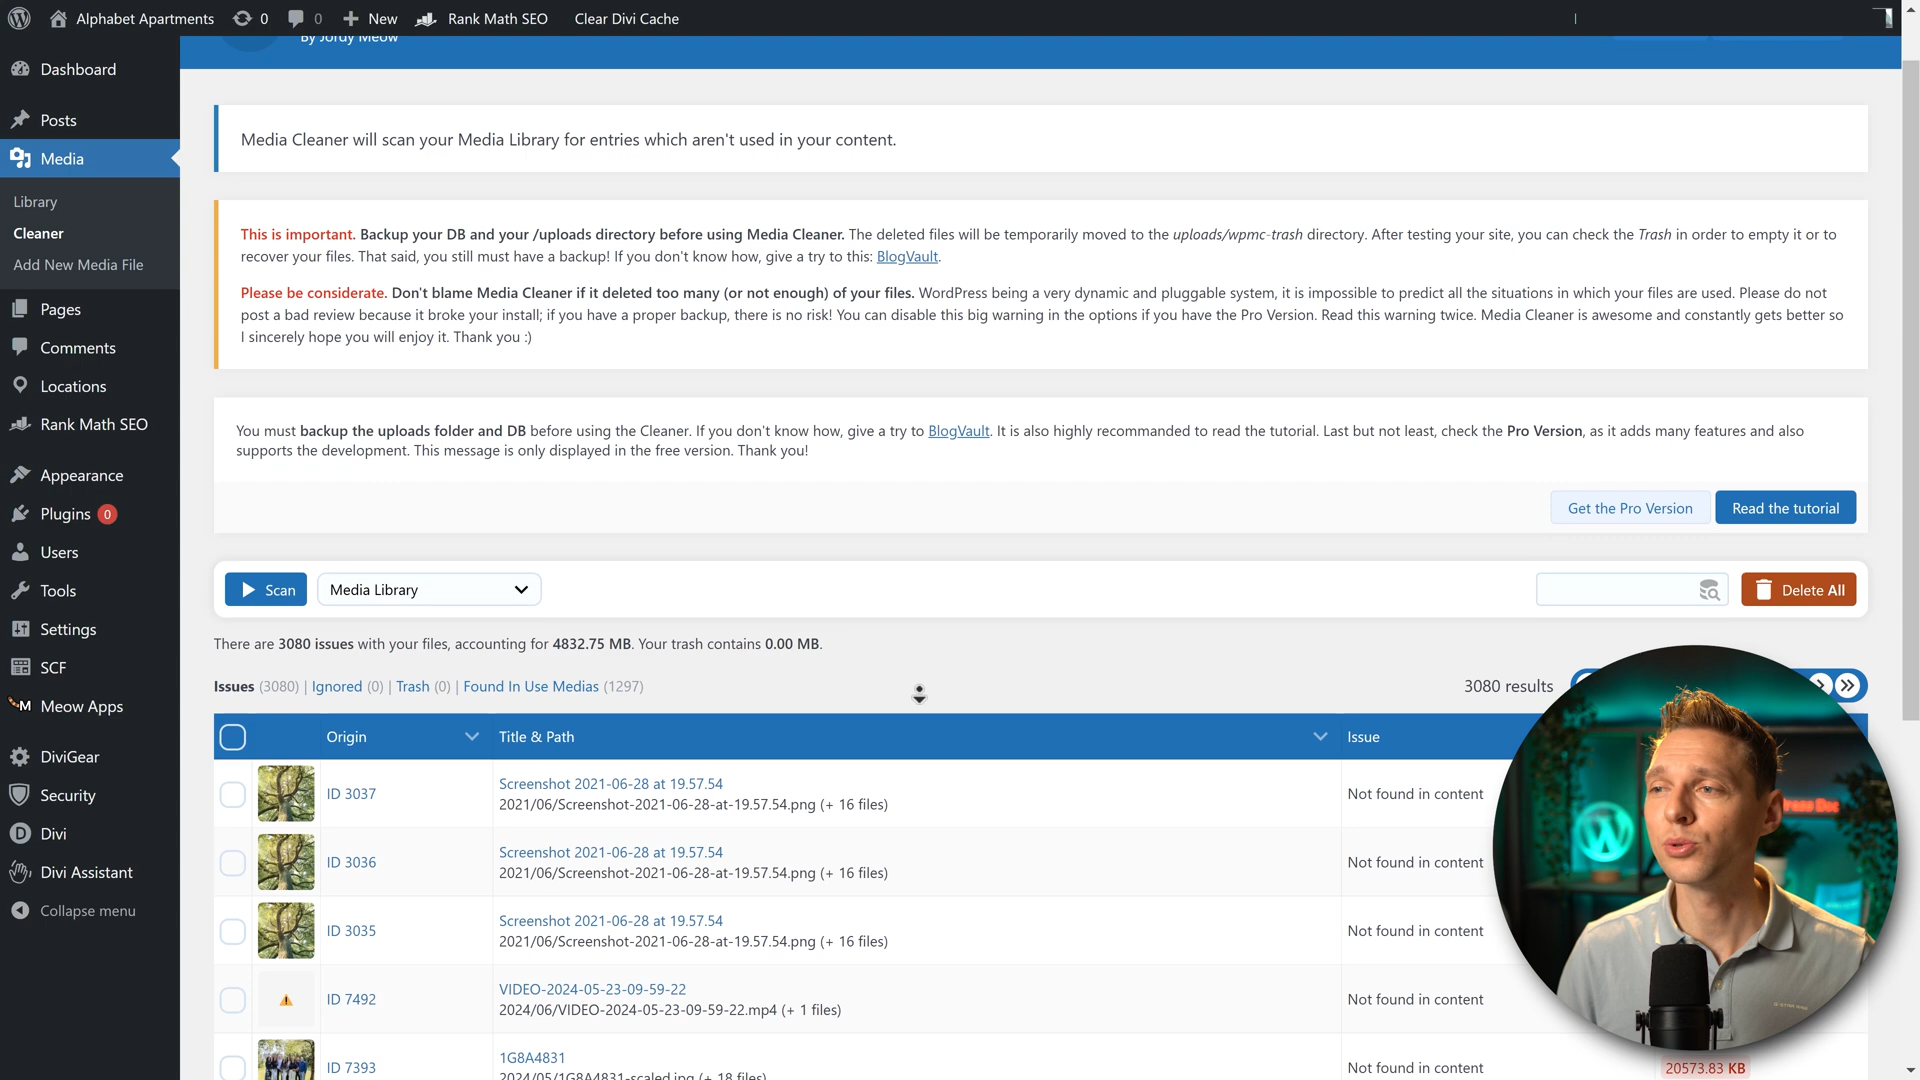 Alphabet Apartments 0 0 New Rank Math SEO Clear Divi Cache
By Jordy Meow
Dashboard
Posts
Media
Library
Cleaner
Add New Media File
Pages
Comments
Locations
Rank Math SEO
Appearance
Plugins 0
Users
Tools
Settings
SCF
Meow Apps
DiviGear
Security
Divi
Divi Assistant
Collapse menu
Media Cleaner will scan your Media Library for entries which aren't used in your content.
This is important. Backup your DB and your /uploads directory before using Media Cleaner. The deleted files will be temporarily moved to the uploads/wpmc-trash directory. After testing your site, you can check the Trash in order to empty it or to
recover your files. That said, you still must have a backup! If you don't know how, give a try to this: BlogVault.
Please be considerate. Don't blame Media Cleaner if it deleted too many (or not enough) of your files. WordPress being a very dynamic and pluggable system, it is impossible to predict all the situations in which your files are used. Please do not
post a bad review because it broke your install; if you have a proper backup, there is no risk! You can disable this big warning in the options if you have the Pro Version. Read this warning twice. Media Cleaner is awesome and constantly gets better so
I sincerely hope you will enjoy it. Thank you :)
You must backup the uploads folder and DB before using the Cleaner. If you don't know how, give a try to BlogVault. It is also highly recommanded to read the tutorial. Last but not least, check the Pro Version, as it adds many features and also
supports the development. This message is only displayed in the free version. Thank you!
Get the Pro Version Read the tutorial
Scan Media Library Delete All
There are 3080 issues with your files, accounting for 4832.75 MB. Your trash contains 0.00 MB.
Issues (3080) | Ignored (0) | Trash (0) | Found In Use Medias (1297) 3080 results
Origin Title & Path Issue
ID 3037 Screenshot 2021-06-28 at 19.57.54 Not found in content
2021/06/Screenshot-2021-06-28-at-19.57.54.png (+ 16 files)
ID 3036 Screenshot 2021-06-28 at 19.57.54 Not found in content
2021/06/Screenshot-2021-06-28-at-19.57.54.png (+ 16 files)
ID 3035 Screenshot 2021-06-28 at 19.57.54 Not found in content
2021/06/Screenshot-2021-06-28-at-19.57.54.png (+ 16 files)
ID 7492 VIDEO-2024-05-23-09-59-22 Not found in content
2024/06/VIDEO-2024-05-23-09-59-22.mp4 (+ 1 files)
ID 7393 1G8A4831 Not found in content 20573.83 KB
2024/05/1G8A4831-scaled.jpg (+ 18 files)